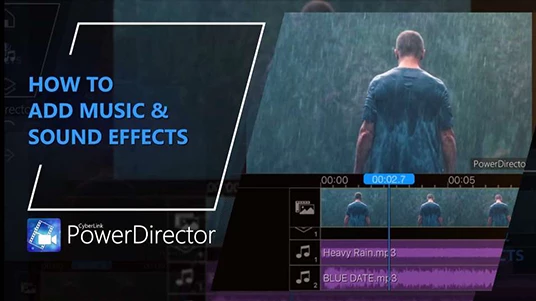 HOW TO
ADD MUSIC &
SOUND EFFECTS
CyberLink
PowerDirector
PowerDirecto
00:00
00:02.7
00:05
1
Heavy Rain.mp3
1
BLUE DATE.mp3
2